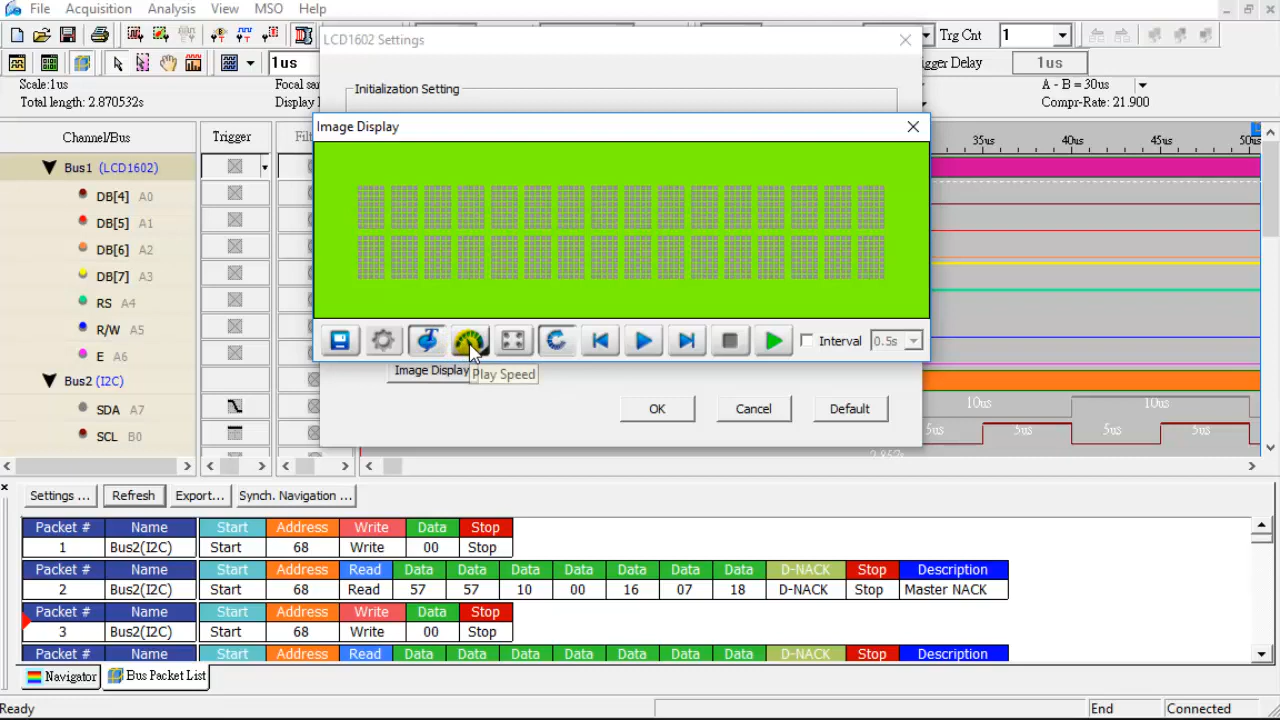 File Acquisition Analysis View MSO Help
LCD1602 Settings
Trg Cnt 1
1us
gger Delay 1us
Initialization Setting
Scale:1us
Focal sa
A - B = 30us
Total length: 2.870532s
Display
Compr-Rate: 21.900
Channel/Bus Trigger Filt
Image Display
35us 40us 45us 50us
Bus1 (LCD1602)
DB[4] A0
DB[5] A1
DB[6] A2
DB[7] A3
RS A4
R/W A5
E A6
Interval 0.5s
Image Display
Play Speed
Bus2 (I2C)
SDA A7
10us 10us
OK Cancel Default
SCL B0
5us 5us 5us 5us
2.857s
Settings ... Refresh Export... Synch. Navigation ...
Packet # Name Start Address Write Data Stop
1 Bus2(I2C) Start 68 Write 00 Stop
Packet # Name Start Address Read Data Data Data Data Data Data Data D-NACK Stop Description
2 Bus2(I2C) Start 68 Read 57 57 10 00 16 07 18 D-NACK Stop Master NACK
Packet # Name Start Address Write Data Stop
3 Bus2(I2C) Start 68 Write 00 Stop
Packet # Name Start Address Read Data Data Data Data Data Data Data D-NACK Stop Description
Navigator Bus Packet List
Ready End Connected